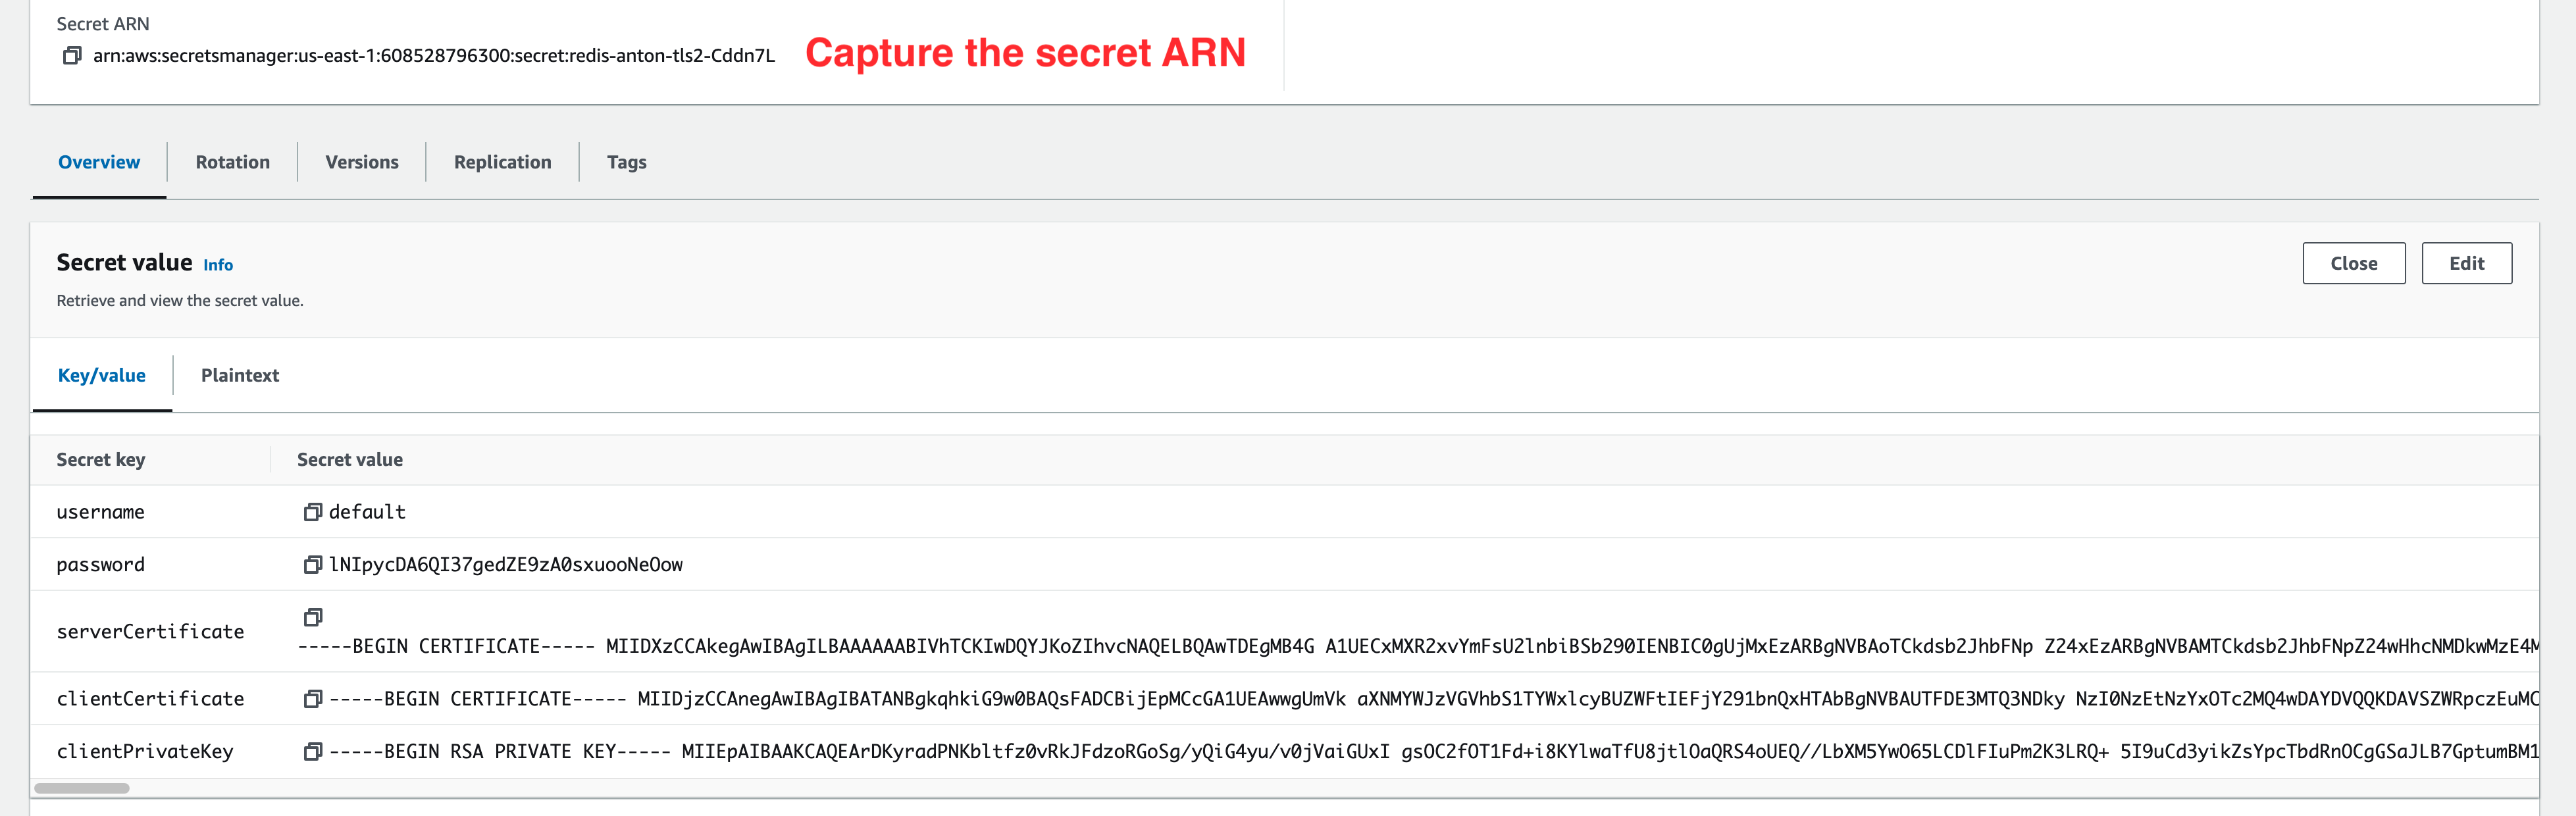 Secret ARN
arn:aws:secretsmanager:us-east-1:608528796300:secret:redis-anton-tls2-Cddn7L Capture the secret ARN
Overview Rotation Versions Replication Tags
Secret value Info
Close Edit
Retrieve and view the secret value.
Key/value Plaintext
Secret key Secret value
username default
password lNIpycDA6QI37gedZE9zA0sxuooNeOow
serverCertificate
-----BEGIN CERTIFICATE----- MIIDXzCCAkegAwIBAgILBAAAAAABIVhTCKIwDQYJKoZIhvcNAQELBQAwTDEgMB4G A1UECxMXR2xvYmFsU2lnbiBSb290IENBIC0gUjMxEzARBgNVBAoTCkdsb2JhbFNp Z24xEzARBgNVBAMTCkdsb2JhbFNpZ24wHhcNMDkwMzE4M
clientCertificate -----BEGIN CERTIFICATE----- MIIDjzCCAnegAwIBAgIBATANBgkqhkiG9w0BAQsFADCBijEpMCcGA1UEAwwgUmVk aXNMYWJzVGVhbS1TYWxlcyBUZWFtIEFjY291bnQxHTAbBgNVBAUTFDE3MTQ3NDky NzI0NzEtNzYxOTc2MQ4wDAYDVQQKDAVSZWRpczEuMC
clientPrivateKey -----BEGIN RSA PRIVATE KEY----- MIIEpAIBAAKCAQEArDKyradPNKbltfz0vRkJFdzoRGoSg/yQiG4yu/v0jVaiGUxI gsOC2fOT1Fd+i8KYlwaTfU8jtlOaQRS4oUEQ//LbXM5YwO65LCDlFIuPm2K3LRQ+ 5I9uCd3yikZsYpcTbdRnOCgGSaJLB7GptumBM1